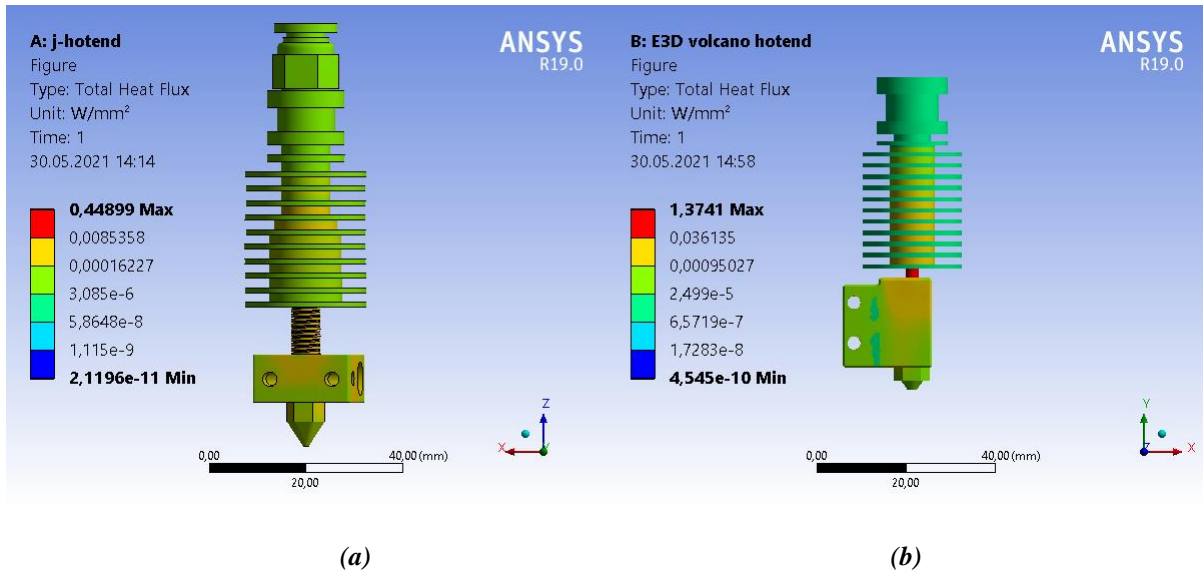 A: j-hotend
Figure
Type: Total Heat Flux
Unit: W/mm²
Time: 1
30.05.2021 14:14
ANSYS
R19.0
0,44899 Max
0,0085358
0,00016227
3,085e-6
5,8648e-8
1,115e-9
2,1196e-11 Min
Z
X
Y
0,00
40,00 (mm)
20,00
B: E3D volcano hotend
Figure
Type: Total Heat Flux
Unit: W/mm²
Time: 1
30.05.2021 14:58
ANSYS
R19.0
1,3741 Max
0,036135
0,00095027
2,499e-5
6,5719e-7
1,7283e-8
4,545e-10 Min
Y
Z
X
0,00
40,00 (mm)
20,00
(a)
(b)